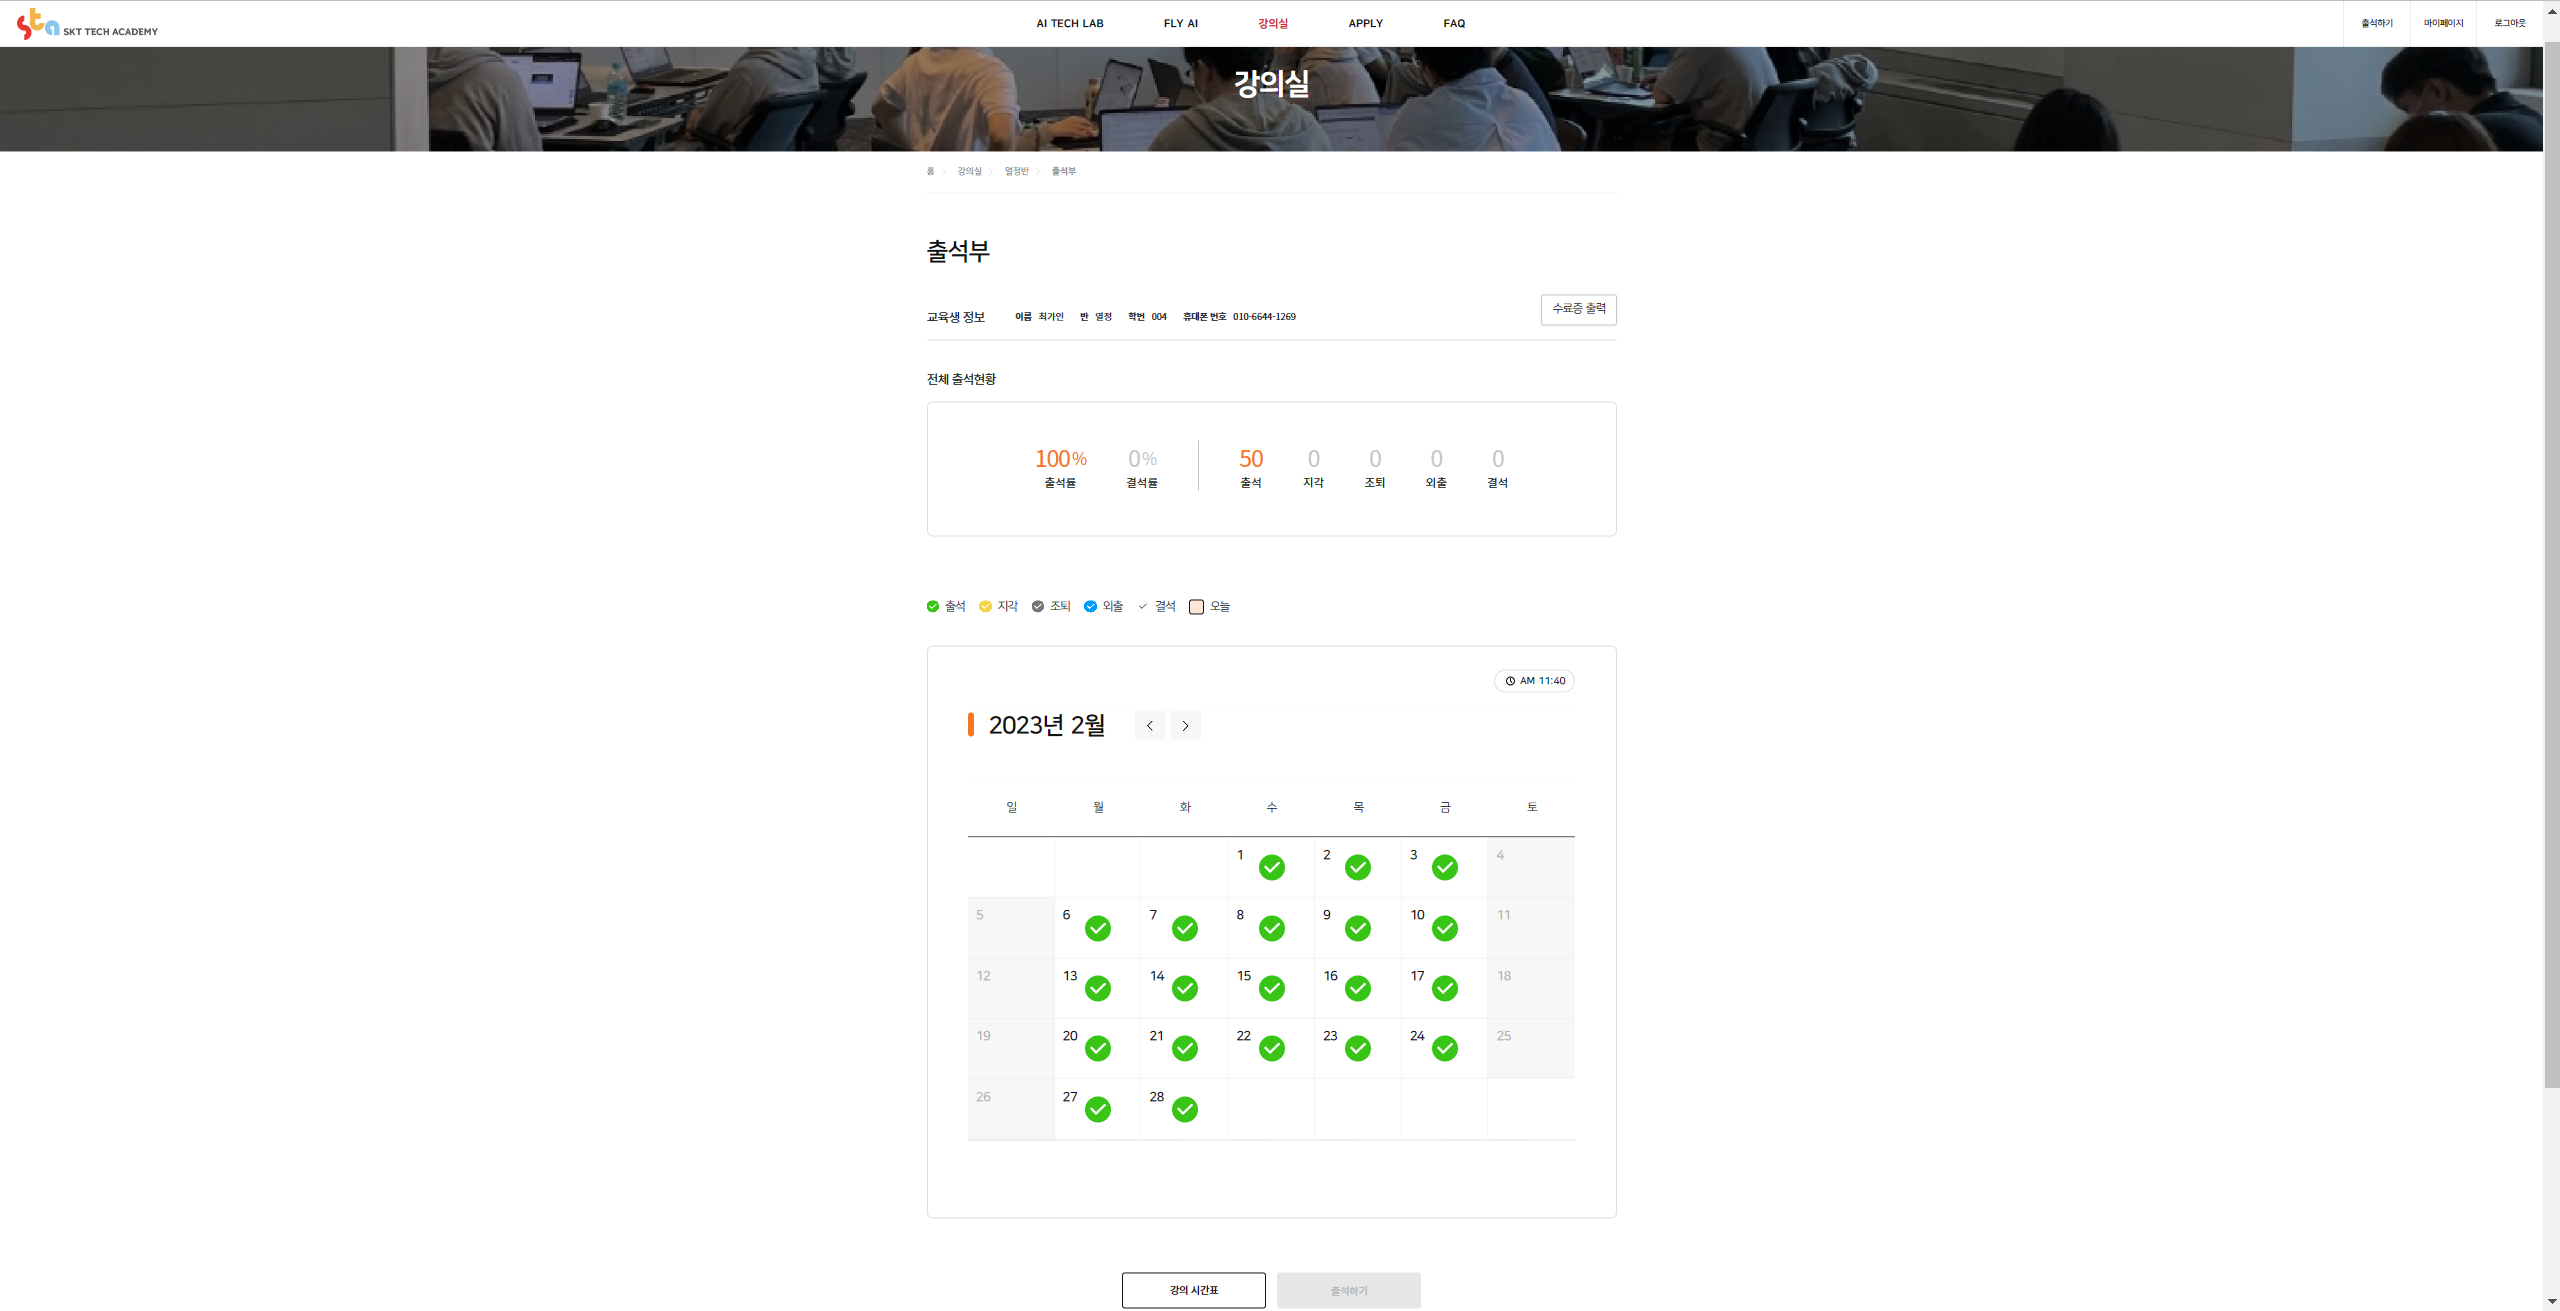 sta SKT TECH ACADEMY
AI TECH LAB FLY AI 강의실 APPLY FAQ
출석하기 마이페이지 로그아웃
강의실
홈 > 강의실 > 열정반 > 출석부
출석부
교육생 정보 이름 최가인 반 열정 학번 004 휴대폰 번호 010-6644-1269
수료증 출력
전체 출석현황
100% 0% 50 0 0 0 0
출석률 결석률 출석 지각 조퇴 외출 결석
출석 지각 조퇴 외출 결석 오늘
AM 11:40
2023년 2월 < >
일 월 화 수 목 금 토
1 2 3 4
5 6 7 8 9 10 11
12 13 14 15 16 17 18
19 20 21 22 23 24 25
26 27 28
강의 시간표 출석하기